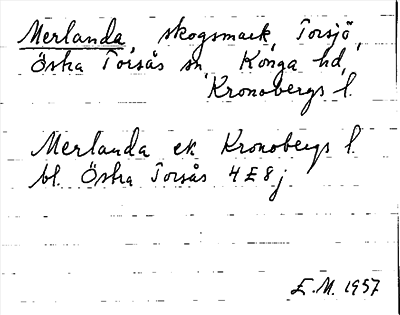 Merlanda, skogsmark, Torsjö,
Östra Torsås sn, Konga hd,
Kronobergs l.
Merlanda ek Kronobergs l.
bl. Östra Torsås 4E8j
E.M. 1957